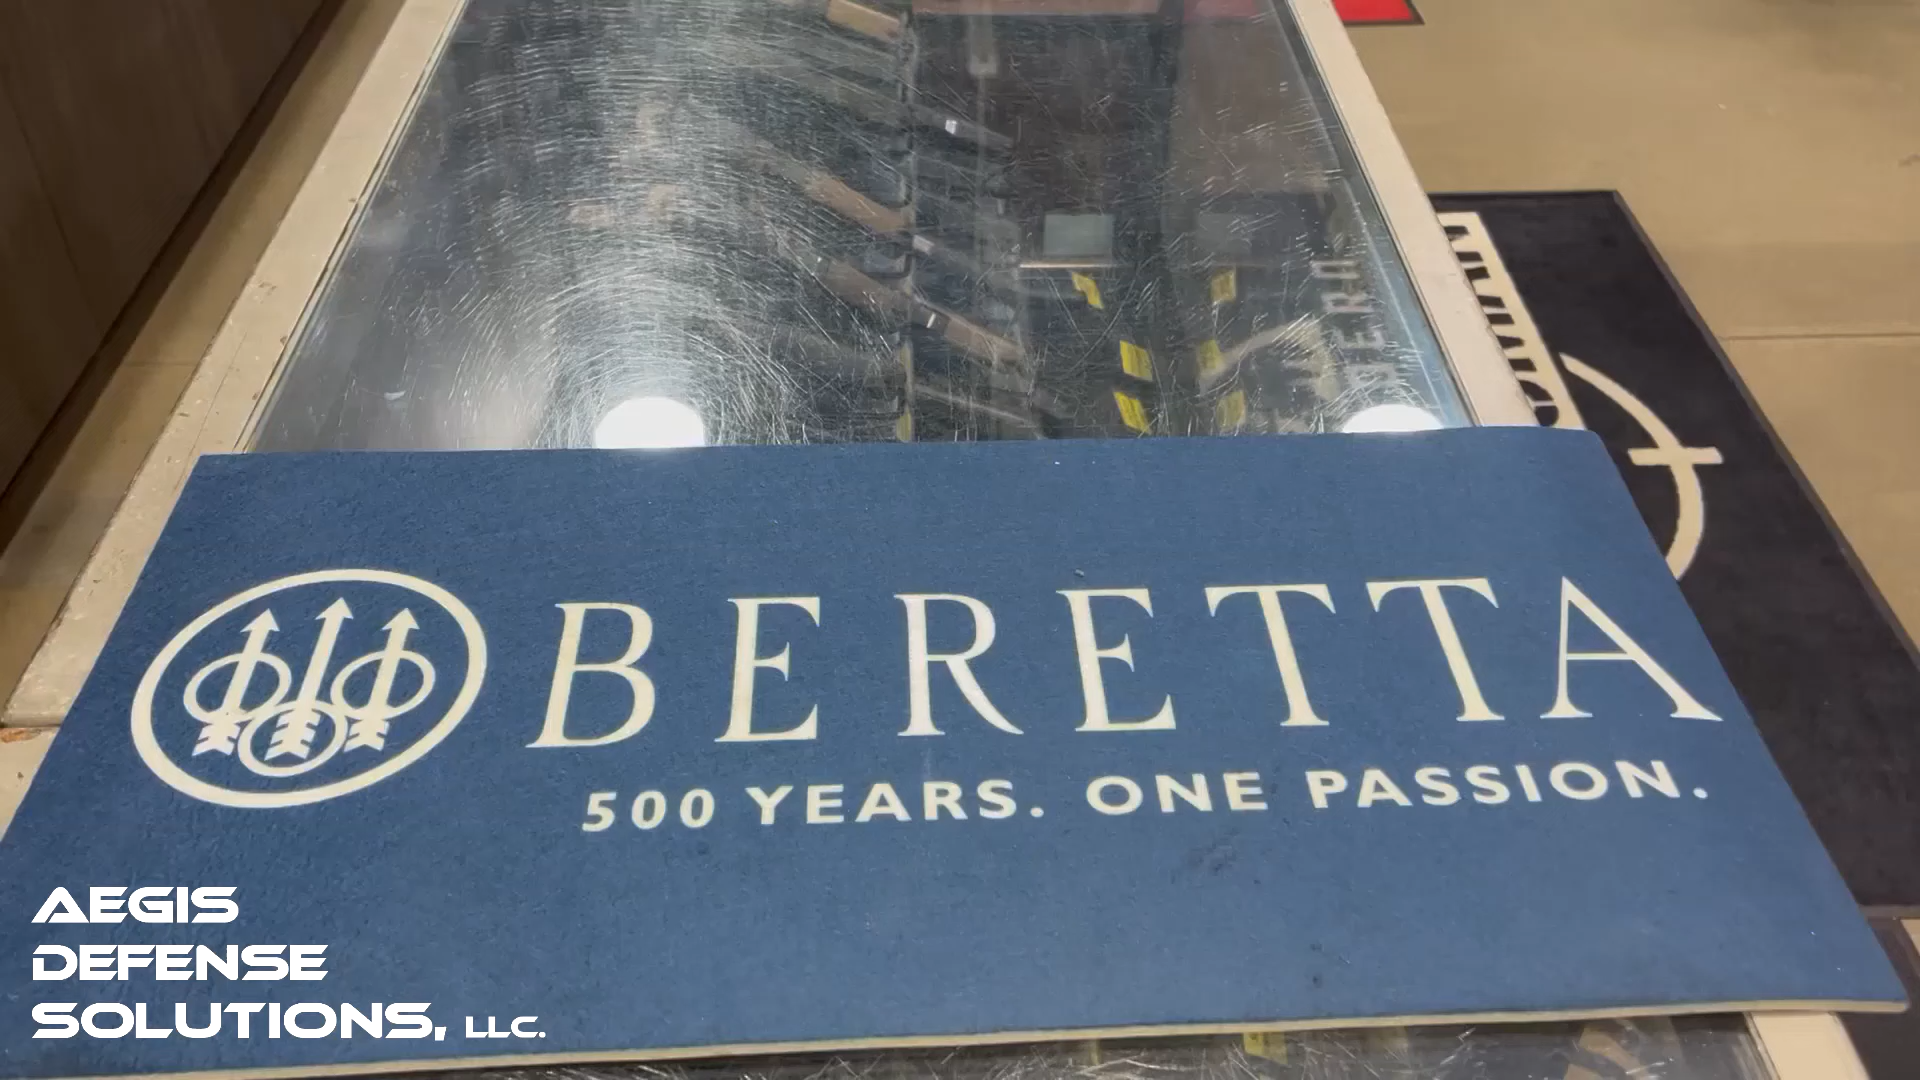 BERETTA
500 YEARS. ONE PASSION.
AEGIS
DEFENSE
SOLUTIONS, LLC.